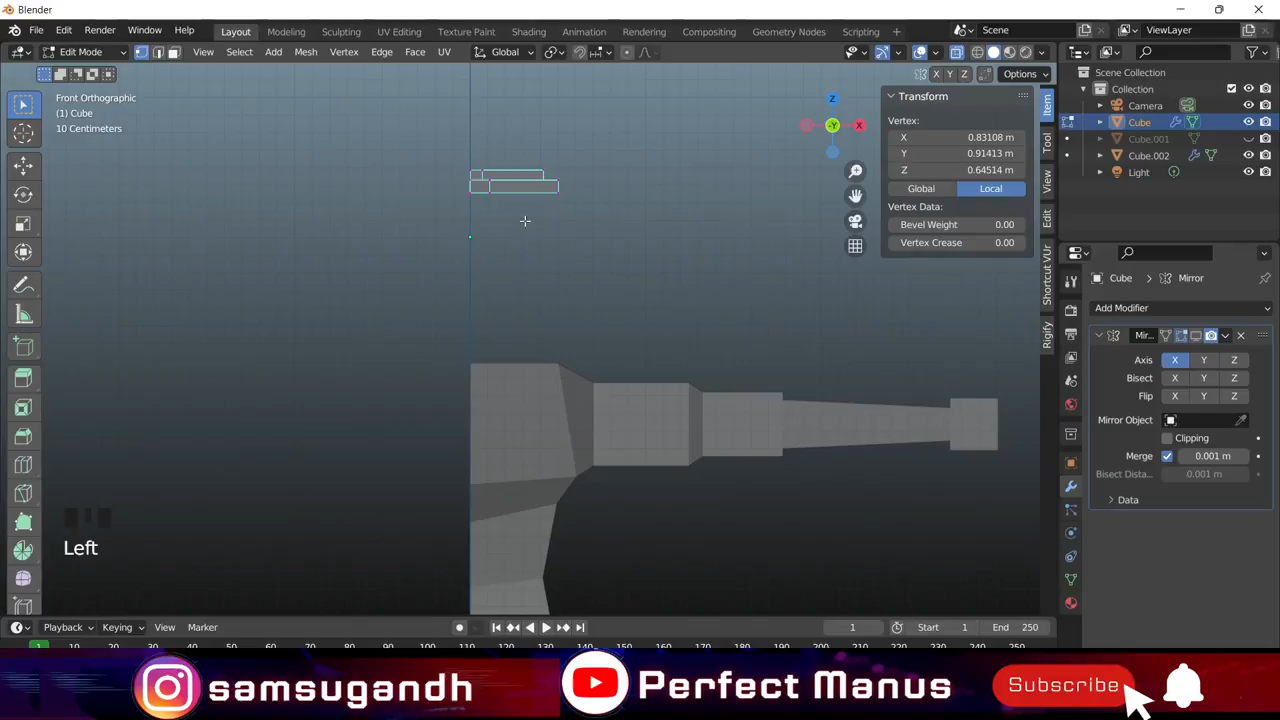 Blender
File Edit Render Window Help Layout Modeling Sculpting UV Editing Texture Paint Shading Animation Rendering Compositing Geometry Nodes Scripting + Scene ViewLayer
Edit Mode View Select Add Mesh Vertex Edge Face UV Global
X Y Z Options
Front Orthographic
(1) Cube
10 Centimeters
Z
-Y
X
Transform
Vertex:
X 0.83108 m
Y 0.91413 m
Z 0.64514 m
Global Local
Vertex Data:
Bevel Weight 0.00
Vertex Crease 0.00
Item
Tool
View
Edit
Shortcut VUr
Rigify
Scene Collection
Collection
Camera
Cube
Cube.001
Cube.002
Light
Cube > Mirror
Add Modifier
Mir...
Axis X Y Z
Bisect X Y Z
Flip X Y Z
Mirror Object
Clipping
Merge 0.001 m
Bisect Dista... 0.001 m
Data
Left
Playback Keying View Marker 1 Start 1 End 250
samsugandh
Perfect Manus
Subscribe